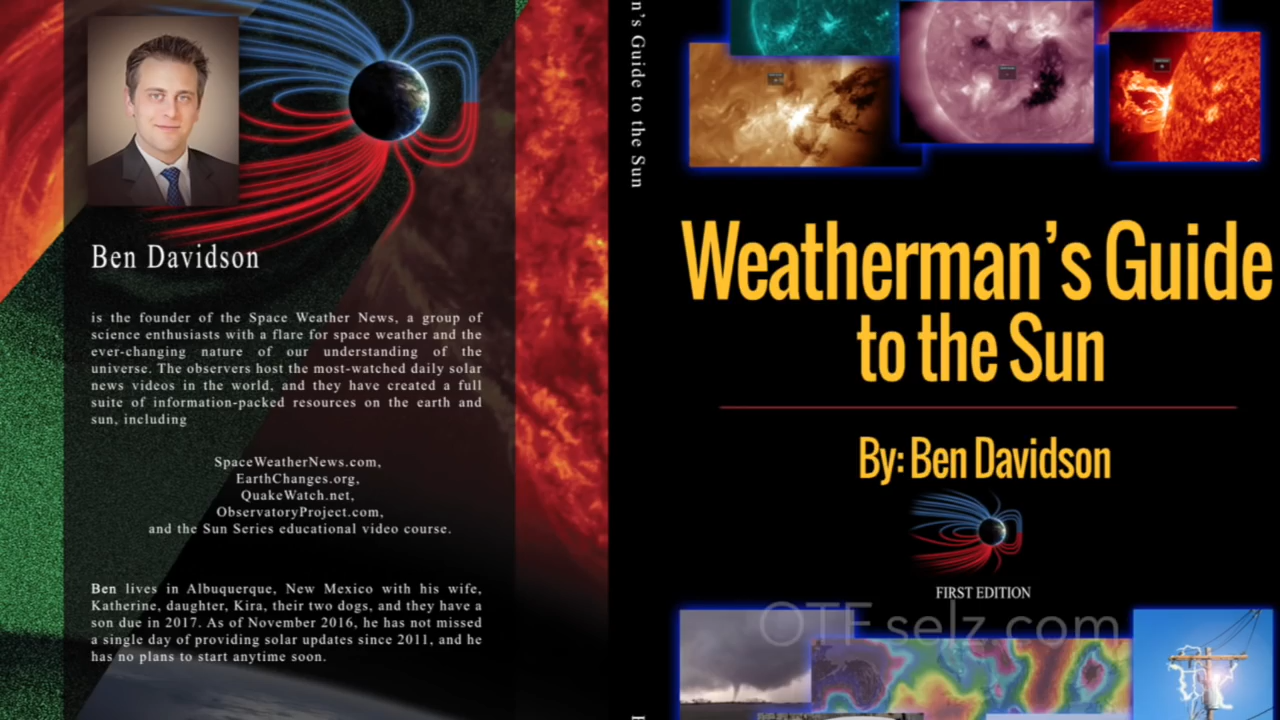 Ben Davidson
is the founder of the Space Weather News, a group of
science enthusiasts with a flare for space weather and the
ever-changing nature of our understanding of the
universe. The observers host the most-watched daily solar
news videos in the world, and they have created a full
suite of information-packed resources on the earth and
sun, including
SpaceWeatherNews.com,
EarthChanges.org,
QuakeWatch.net,
ObservatoryProject.com,
and the Sun Series educational video course.
Ben lives in Albuquerque, New Mexico with his wife,
Katherine, daughter, Kira, their two dogs, and they have a
son due in 2017. As of November 2016, he has not missed
a single day of providing solar updates since 2011, and he
has no plans to start anytime soon.
n's Guide to the Sun
Weatherman's Guide
to the Sun
By: Ben Davidson
FIRST EDITION
OTF.selz.com